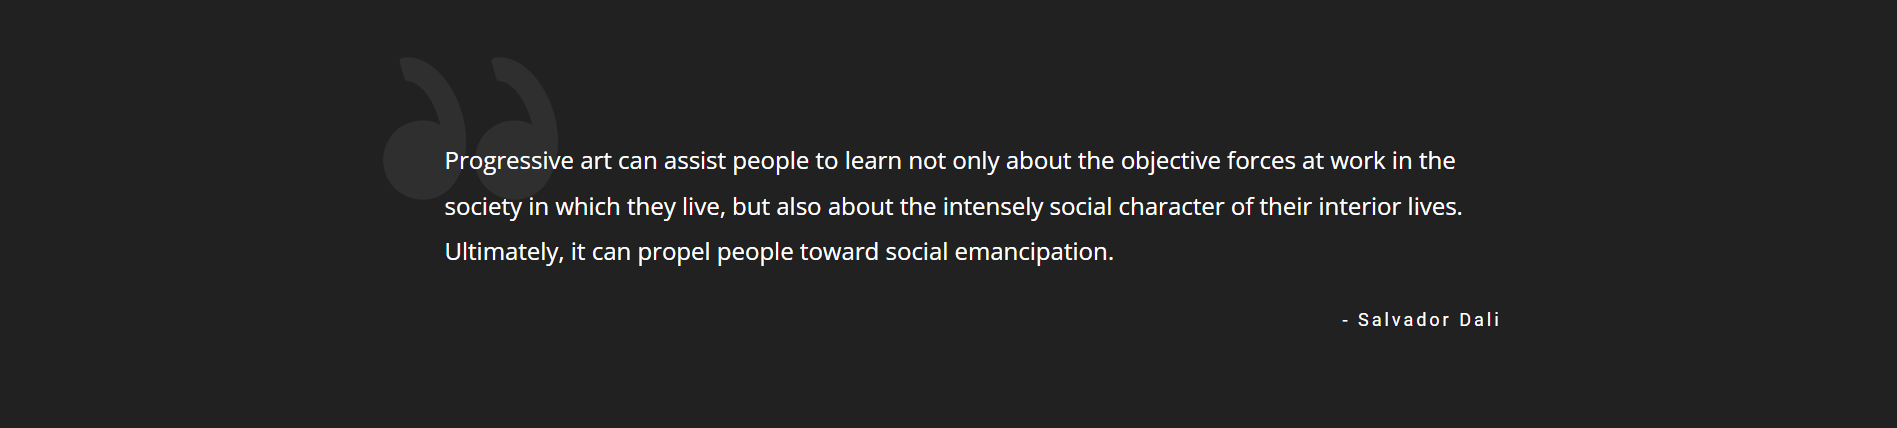 Progressive art can assist people to learn not only about the objective forces at work in the
society in which they live, but also about the intensely social character of their interior lives.
Ultimately, it can propel people toward social emancipation.
- Salvador Dali